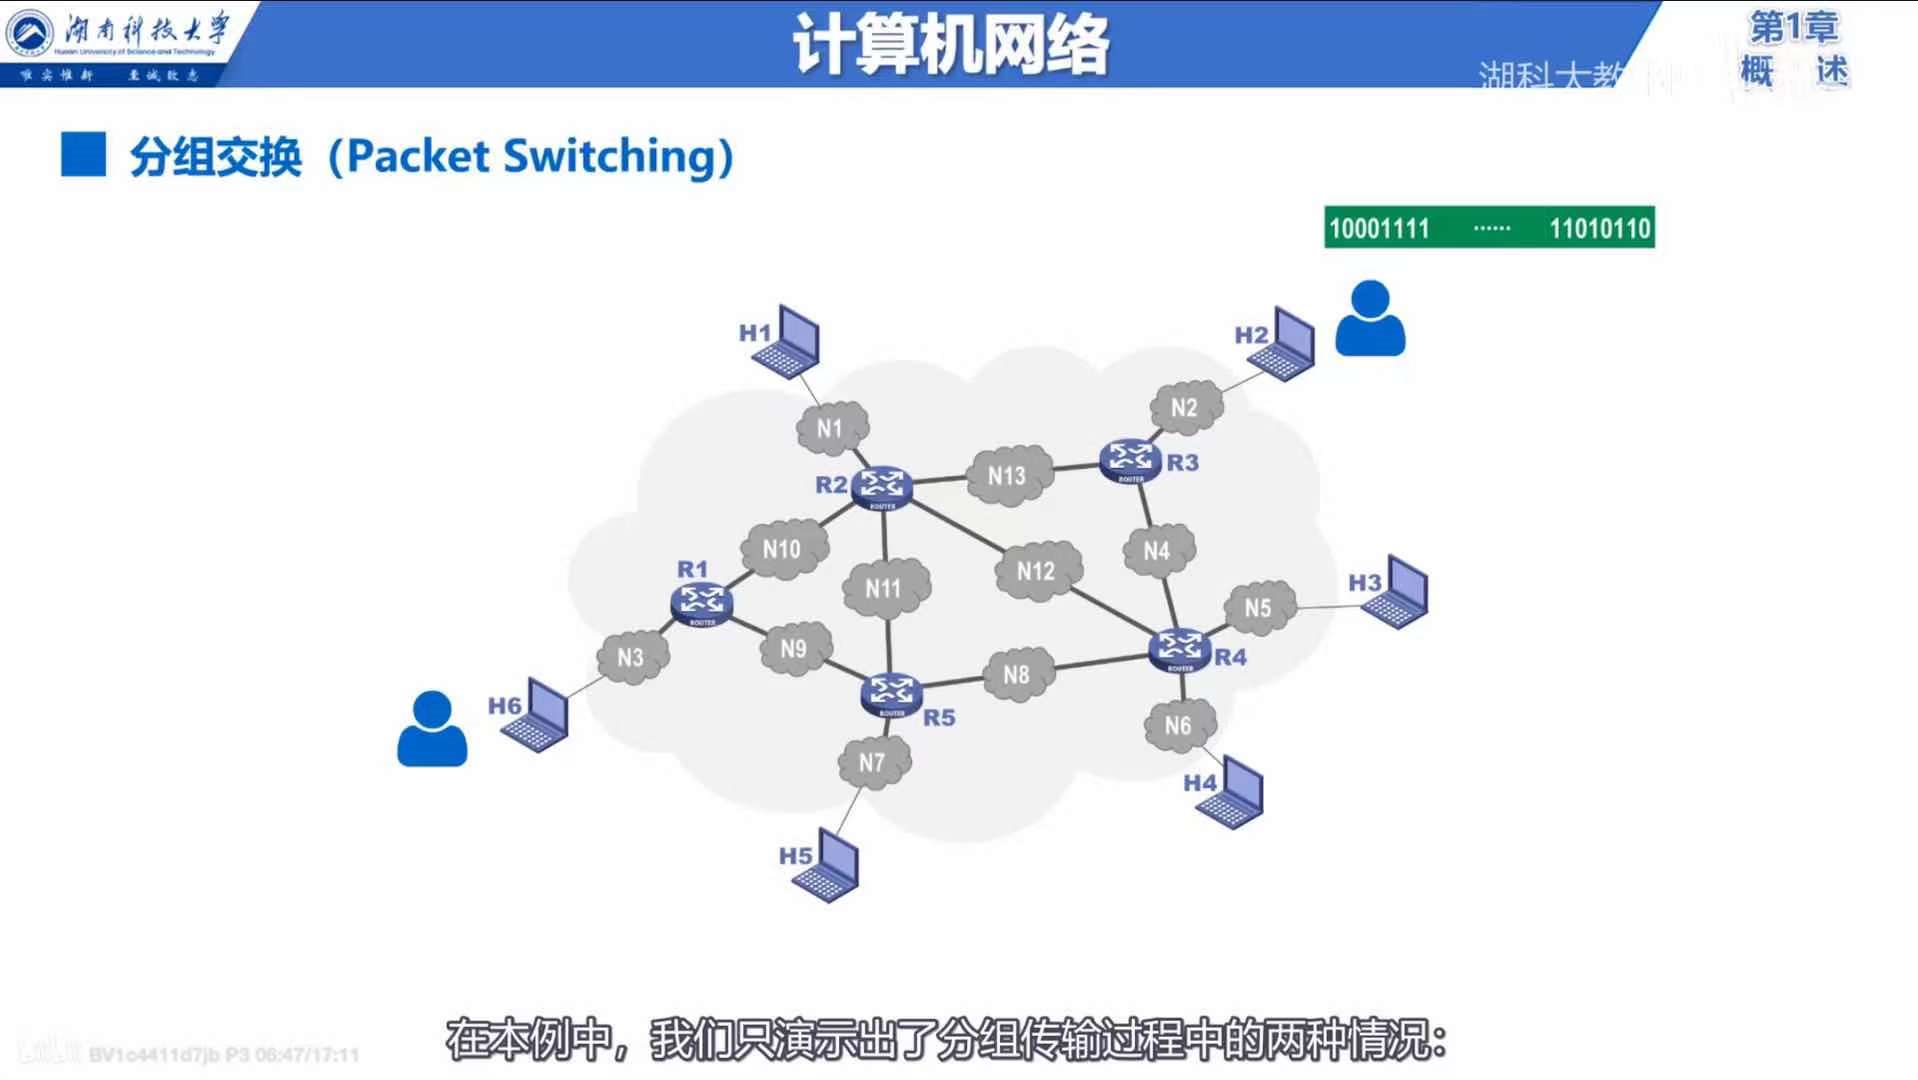 湖南科技大学
Hunan University of Science and Technology
唯实惟新 至诚致志
计算机网络
第1章
概 述
湖科大教
分组交换（Packet Switching）
10001111 ······ 11010110
H1
H2
N2
N1
N13
R3
R2
ROUTER
ROUTER
N10
N4
N12
R1
N11
H3
ROUTER
N5
N9
N3
R4
ROUTER
N8
H6
R5
ROUTER
N6
N7
H4
H5
在本例中，我们只演示出了分组传输过程中的两种情况：
BV1c4411d7jb P3 06:47/17:11